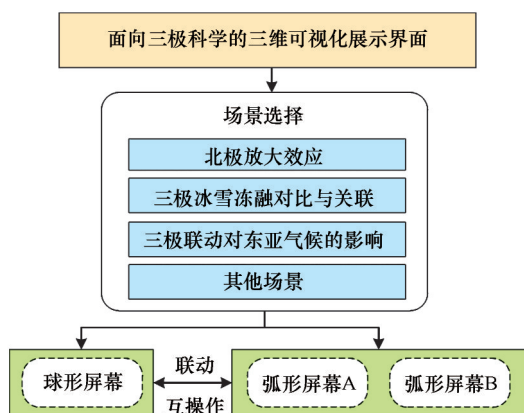 面向三极科学的三维可视化展示界面
场景选择
北极放大效应
三极冰雪冻融对比与关联
三极联动对东亚气候的影响
其他场景
球形屏幕
联动
互操作
弧形屏幕A
弧形屏幕B